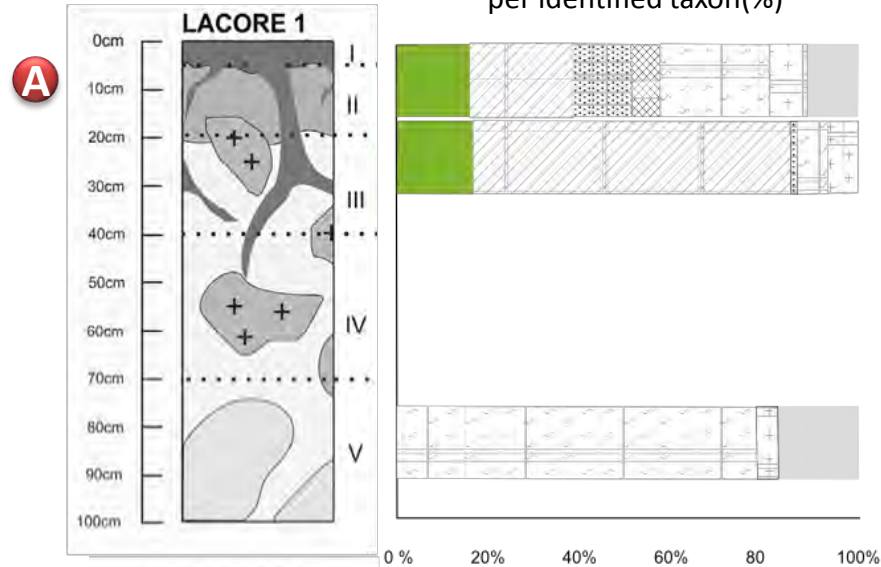 per identified taxon(%)
LACORE 1
A
0cm
I
10cm
II
20cm
30cm
III
40cm
50cm
60cm
IV
70cm
80cm
V
90cm
100cm
0 % 20% 40% 60% 80 100%